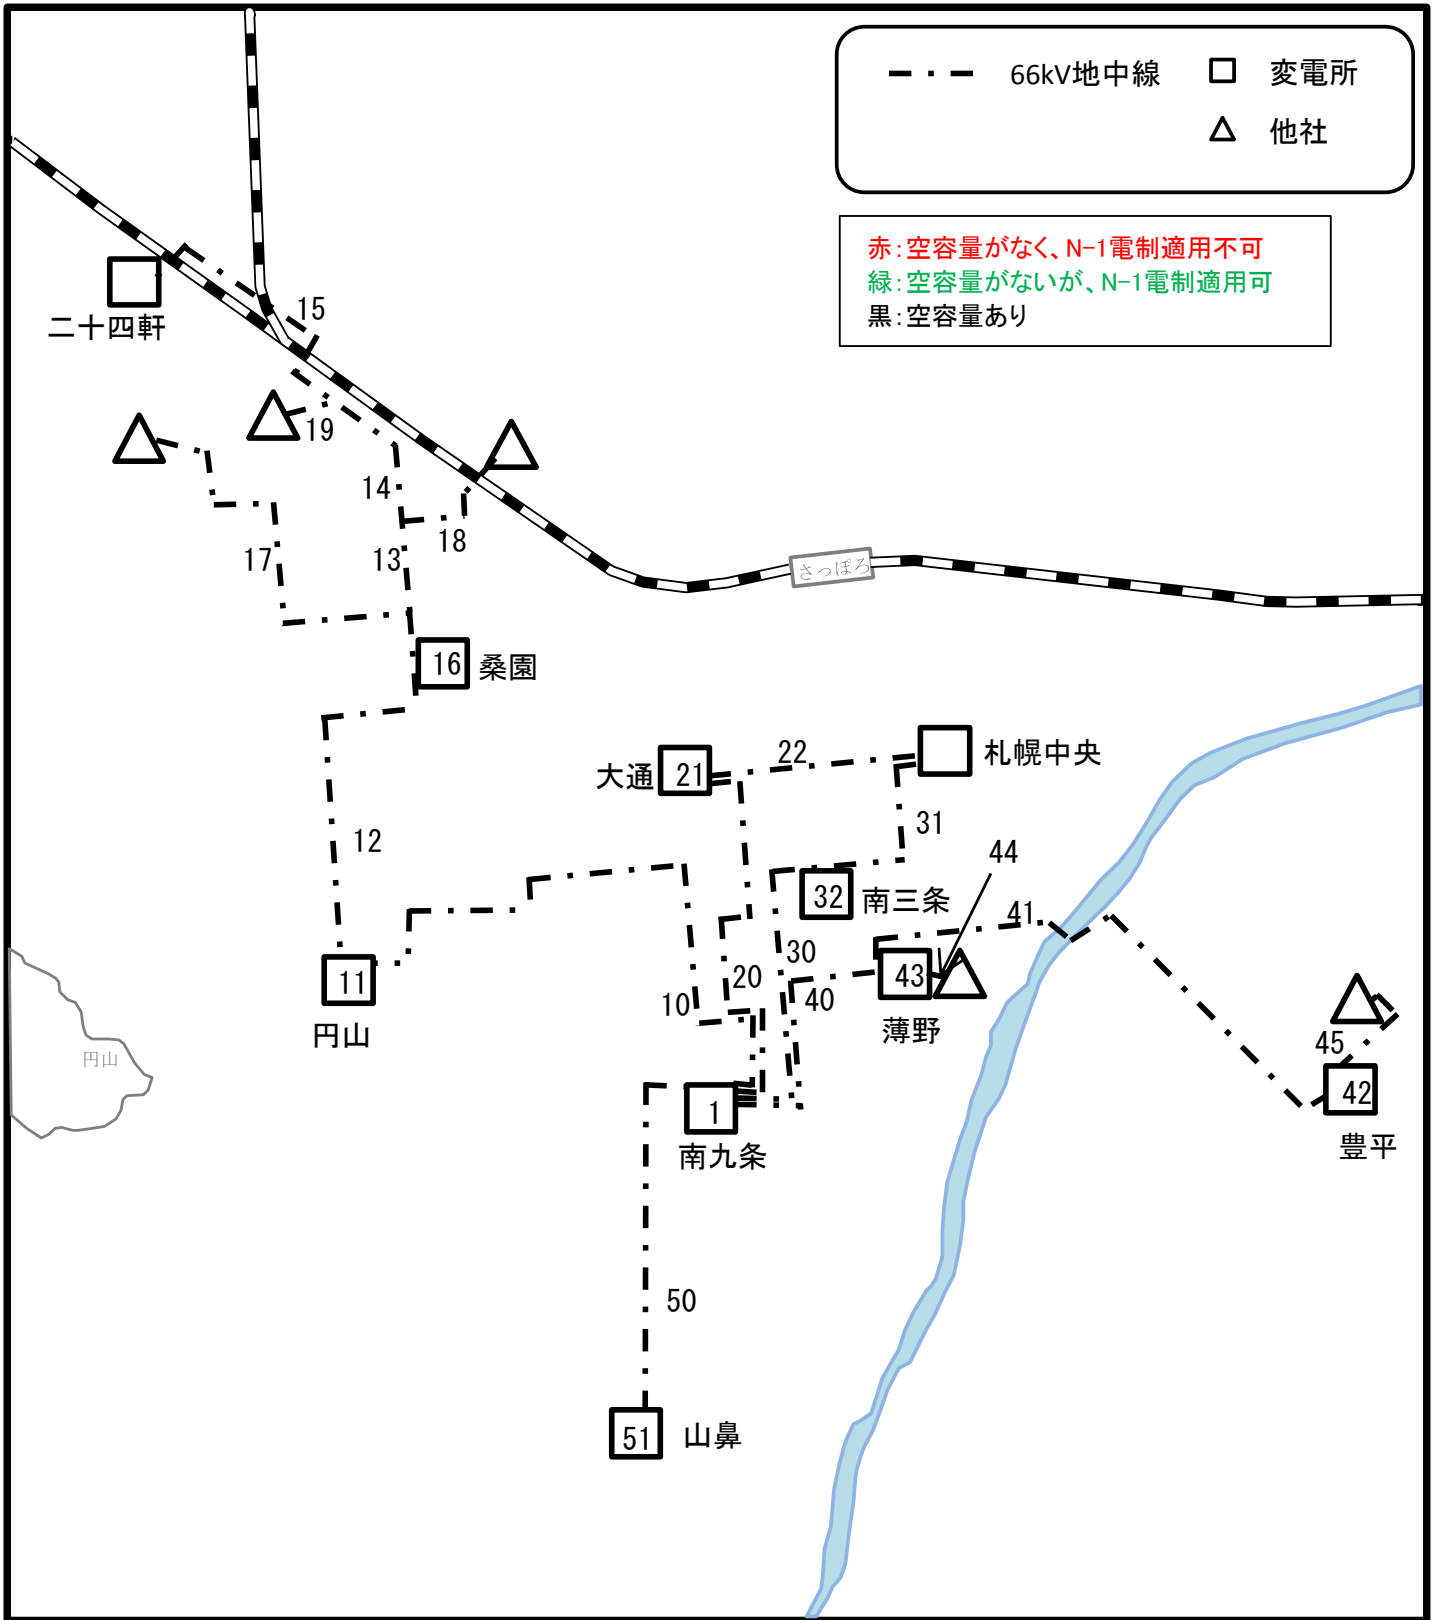 66kV地中線
変電所
他社
赤：空容量がなく、N-1電制適用不可
緑：空容量がないが、N-1電制適用可
黒：空容量あり
二十四軒
15
19
14
17
13
18
さっぽろ
16
桑園
大通
21
22
札幌中央
12
31
44
32
南三条
41
30
11
10
20
40
43
円山
薄野
円山
45
42
1
豊平
南九条
50
51
山鼻